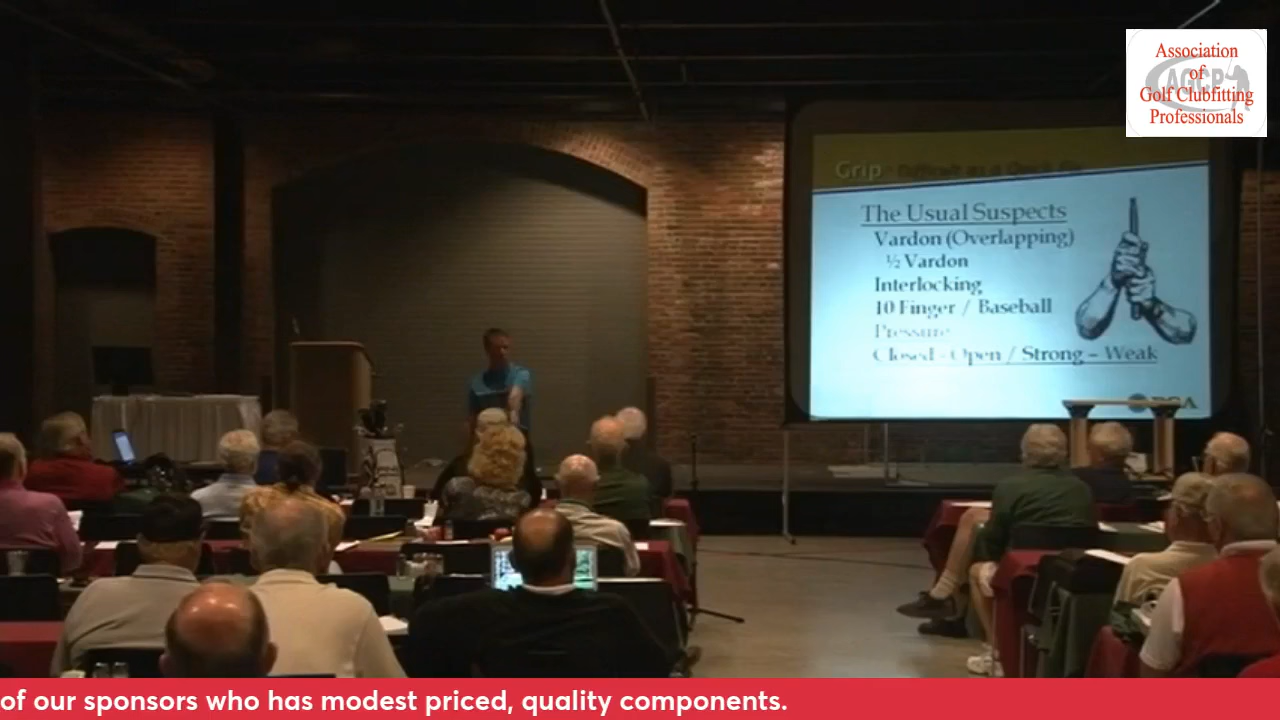 Association
of
AGCP
Golf Clubfitting
Professionals
Grip
The Usual Suspects
Vardon (Overlapping)
½ Vardon
Interlocking
10 Finger / Baseball
Pressure
Closed - Open / Strong – Weak
of our sponsors who has modest priced, quality components.